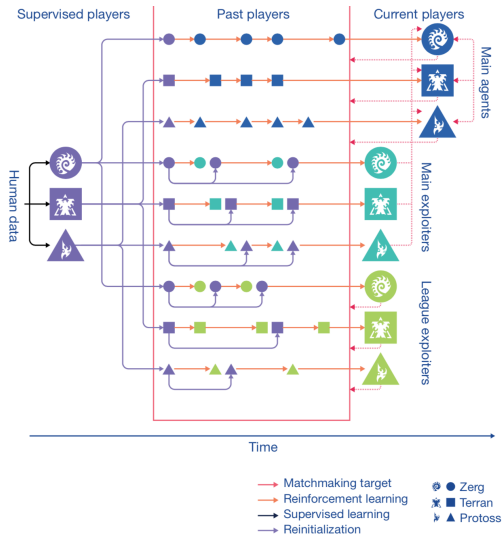 Supervised players
Past players
Current players
Human data
Main agents
Main exploiters
League exploiters
Time
Matchmaking target
Reinforcement learning
Supervised learning
Reinitialization
Zerg
Terran
Protoss